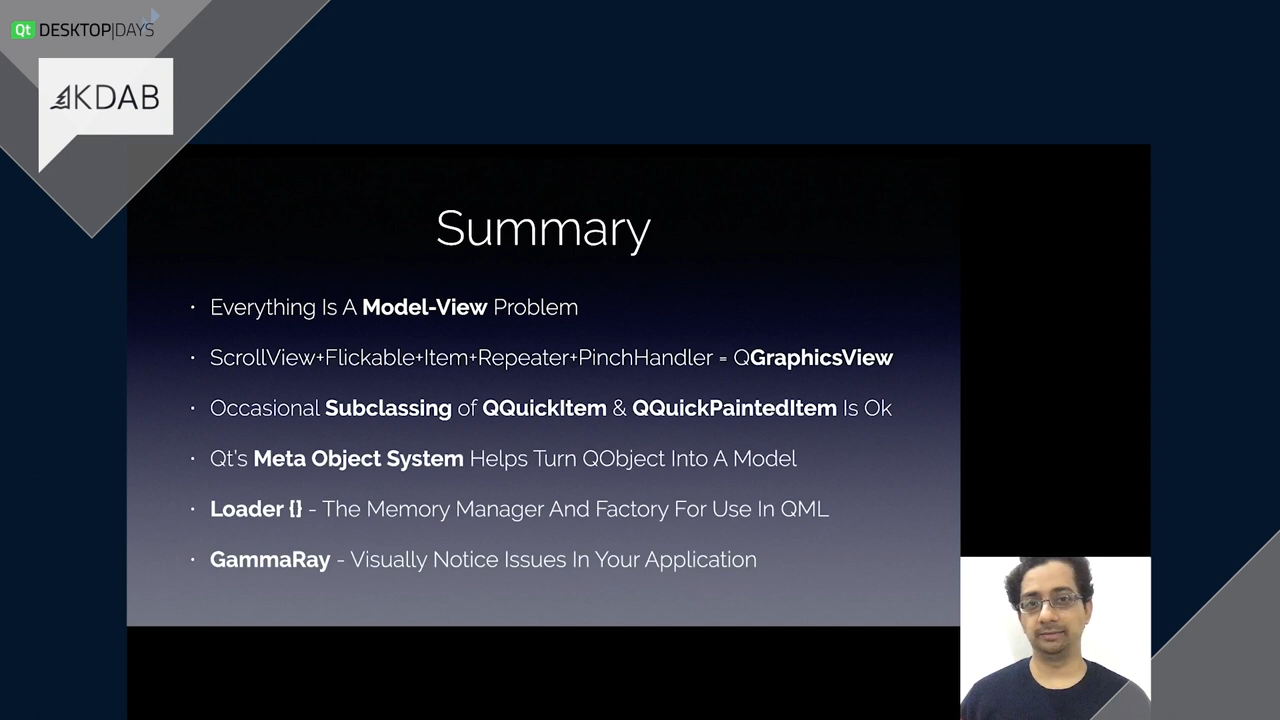 Qt DESKTOP|DAYS
KDAB
Summary
• Everything Is A Model-View Problem
• ScrollView+Flickable+Item+Repeater+PinchHandler = QGraphicsView
• Occasional Subclassing of QQuickItem & QQuickPaintedItem Is Ok
• Qt's Meta Object System Helps Turn QObject Into A Model
• Loader {} - The Memory Manager And Factory For Use In QML
• GammaRay - Visually Notice Issues In Your Application